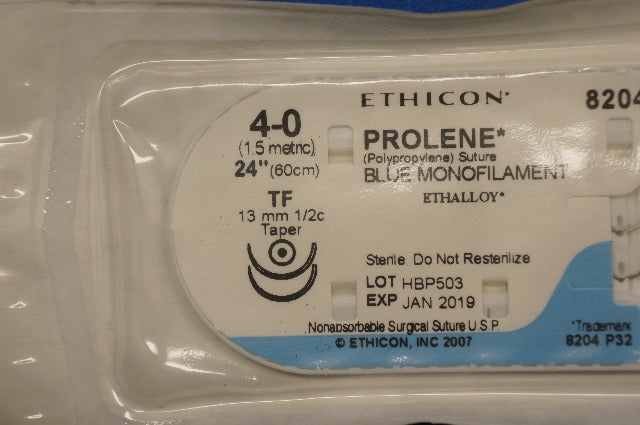 ETHICON*
8204
4-0
(1.5 metric)
24" (60cm)
TF
13 mm 1/2c
Taper
PROLENE*
(Polypropylene) Suture
BLUE MONOFILAMENT
ETHALLOY*
Sterile. Do Not Resterilize
LOT HBP503
EXP JAN 2019
Nonabsorbable Surgical Suture U.S.P.
© ETHICON, INC 2007
*Trademark
8204 P32